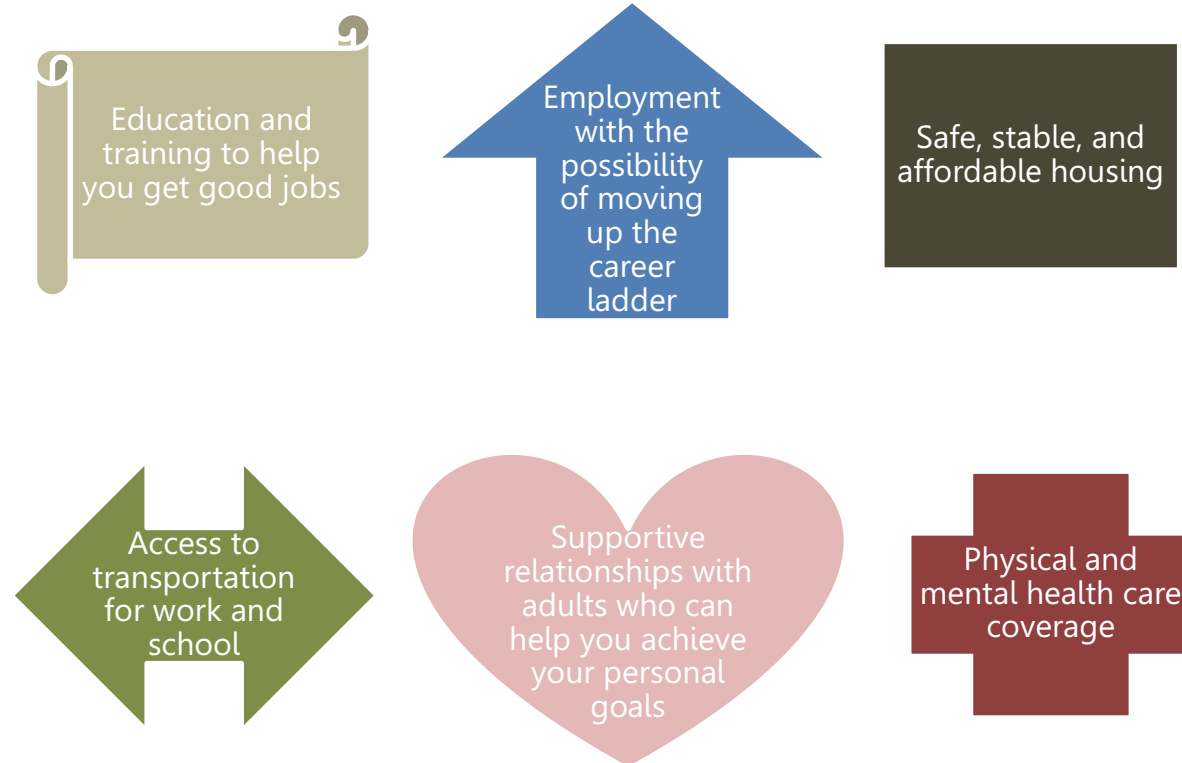 Education and
training to help
you get good jobs
Employment
with the
possibility
of moving
up the
career
ladder
Safe, stable, and
affordable housing
Access to
transportation
for work and
school
Supportive
relationships with
adults who can
help you achieve
your personal
goals
Physical and
mental health care
coverage